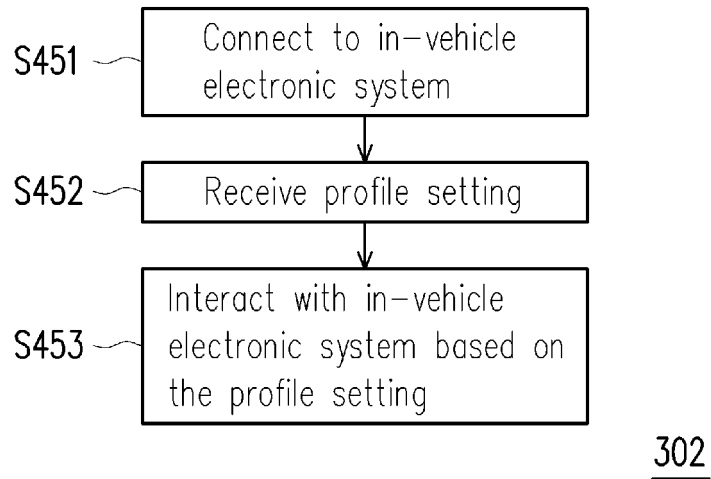 S451
Connect to in-vehicle
electronic system
S452
Receive profile setting
S453
Interact with in-vehicle
electronic system based on
the profile setting
302